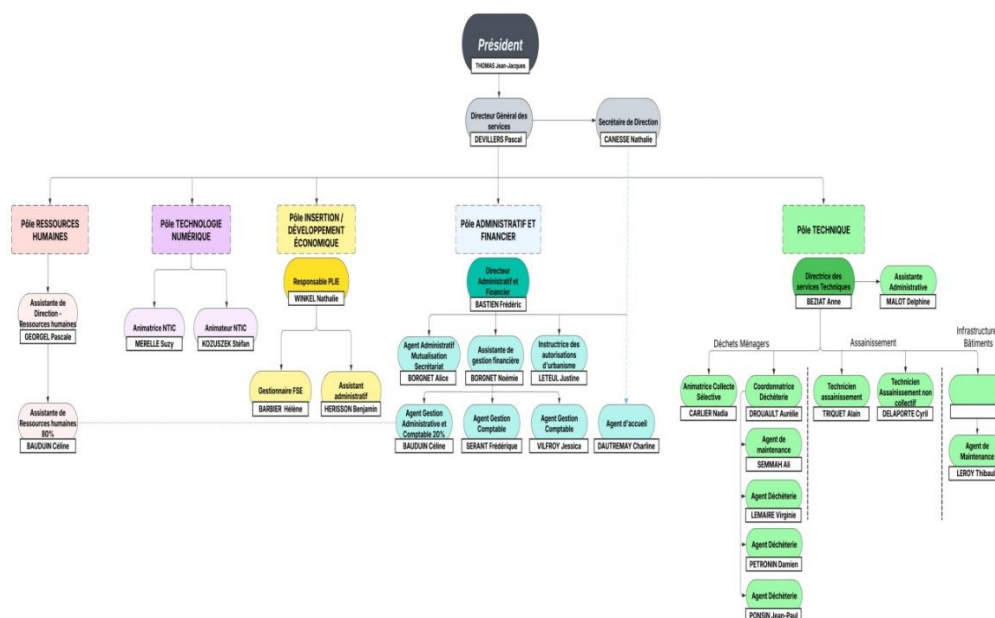 Président
THOMAS Jean-Jacques
Directeur Général des
services
DEVILLERS Pascal
Secrétaire de Direction
CANESSE Nathalie
Pôle RESSOURCES
HUMAINES
Pôle TECHNOLOGIE
NUMÉRIQUE
Pôle INSERTION /
DÉVELOPPEMENT
ÉCONOMIQUE
Pôle ADMINISTRATIF ET
FINANCIER
Pôle TECHNIQUE
Assistante de
Direction -
Ressources humaines
GEORGEL Pascale
Assistante de
Ressources humaines
80%
BAUDUIN Céline
Animatrice NTIC
MERELLE Suzy
Animateur NTIC
KOZUSZEK Stéfan
Responsable PLIE
WINKEL Nathalie
Gestionnaire FSE
BARBIER Hélène
Assistant
administratif
HERISSON Benjamin
Directeur
Administratif et
Financier
BASTIEN Frédéric
Agent Administratif
Mutualisation
Secrétariat
BORGNET Alice
Assistante de
gestion financière
BORGNET Noémie
Instructrice des
autorisations
d'urbanisme
LETEUL Justine
Agent Gestion
Administrative et
Comptable 20%
BAUDUIN Céline
Agent Gestion
Comptable
SERANT Frédérique
Agent Gestion
Comptable
VILFROY Jessica
Agent d'accueil
DAUTREMAY Charline
Directrice des
services Techniques
BEZIAT Anne
Assistante
Administrative
MALOT Delphine
Déchets Ménagers
Assainissement
Infrastructure
Bâtiments
Animatrice Collecte
Sélective
CARLIER Nadia
Coordonnatrice
Déchèterie
DROUAULT Aurélie
Technicien
assainissement
TRIQUET Alain
Technicien
Assainissement non
collectif
DELAPORTE Cyril
Agent de
maintenance
SEMMAH Ali
Agent de
Maintenance
LEROY Thibaul
Agent Déchèterie
LEMAIRE Virginie
Agent Déchèterie
PETRONIN Damien
Agent Déchèterie
PONSIN Jean-Paul